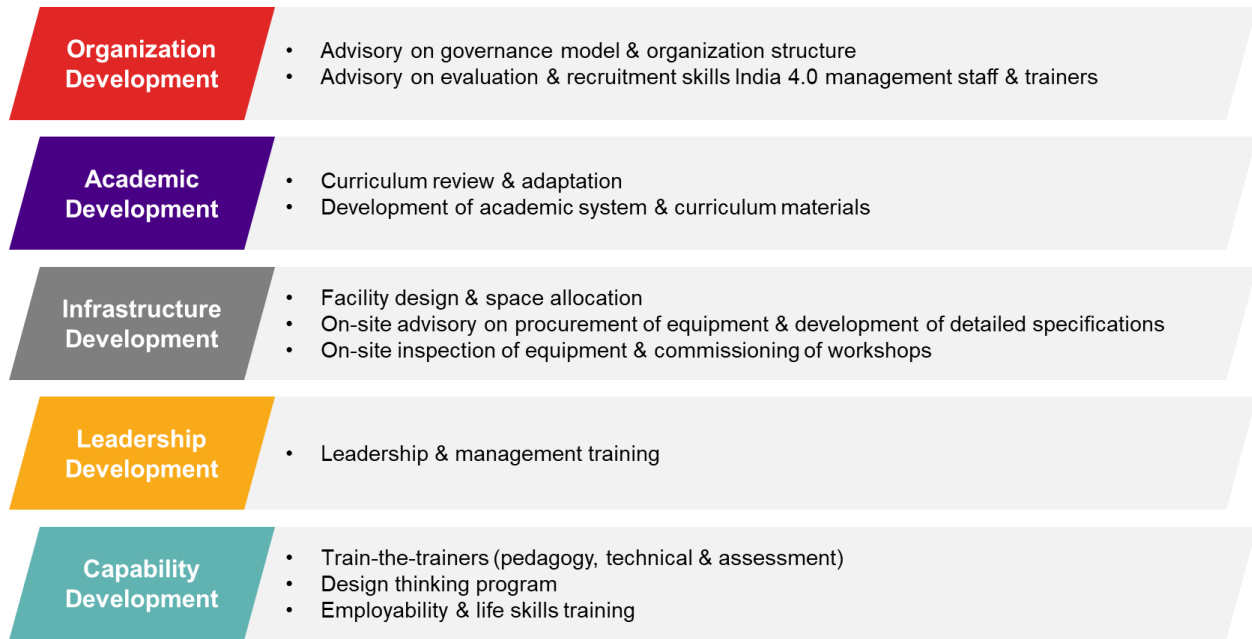 Organization
Development
• Advisory on governance model & organization structure
• Advisory on evaluation & recruitment skills India 4.0 management staff & trainers
Academic
Development
• Curriculum review & adaptation
• Development of academic system & curriculum materials
Infrastructure
Development
• Facility design & space allocation
• On-site advisory on procurement of equipment & development of detailed specifications
• On-site inspection of equipment & commissioning of workshops
Leadership
Development
• Leadership & management training
Capability
Development
• Train-the-trainers (pedagogy, technical & assessment)
• Design thinking program
• Employability & life skills training